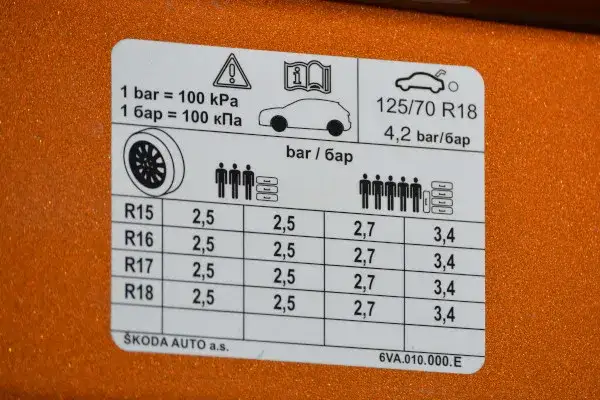 1 bar = 100 kPa
1 бар = 100 кПа
125/70 R18
4,2 bar/бар
bar / бар
R15 2,5 2,5 2,7 3,4
R16 2,5 2,5 2,7 3,4
R17 2,5 2,5 2,7 3,4
R18 2,5 2,5 2,7 3,4
ŠKODA AUTO a.s.
6VA.010.000.E